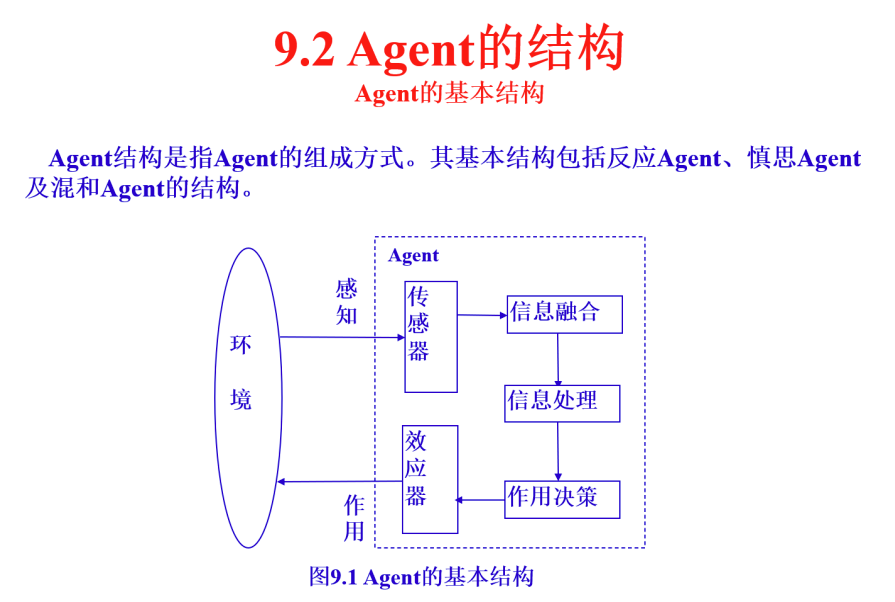 9.2 Agent的结构
Agent的基本结构
Agent结构是指Agent的组成方式。其基本结构包括反应Agent、慎思Agent
及混和Agent的结构。
Agent
感知
传感器
信息融合
环境
信息处理
效应器
作用决策
作用
图9.1 Agent的基本结构